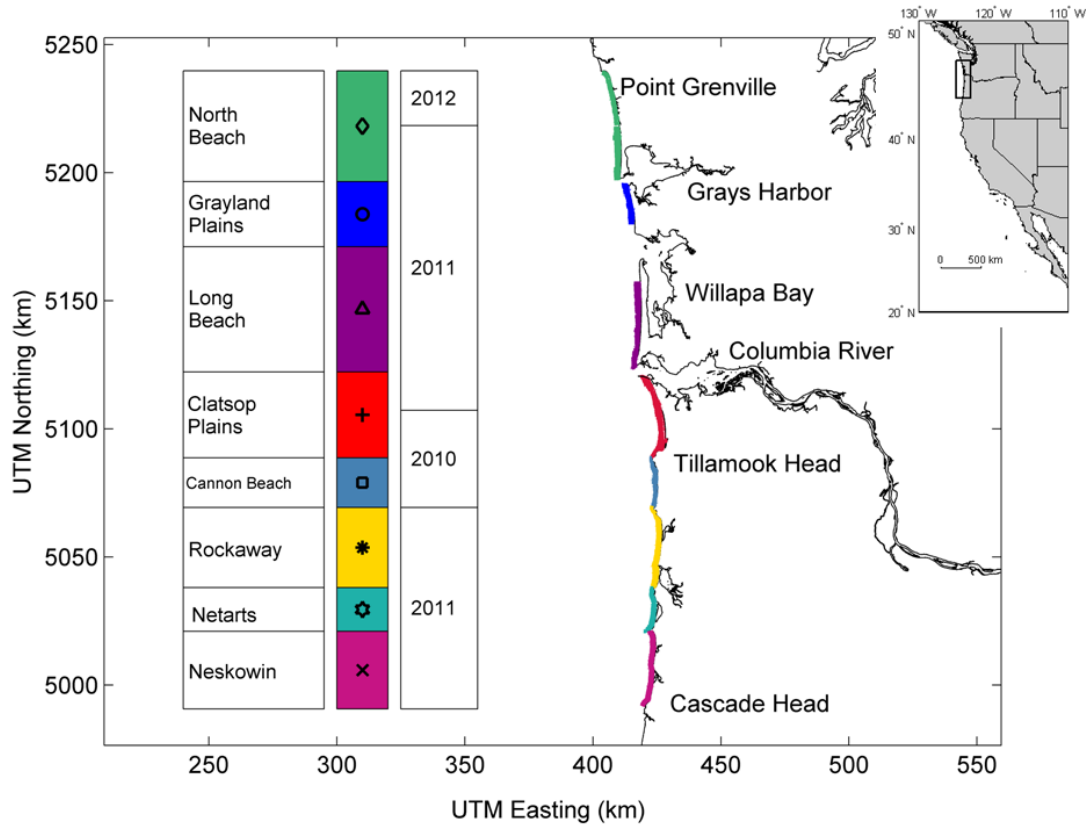 130° W
120° W
110° W
50° N
40° N
30° N
20° N
0 500 km
5250
5200
5150
5100
5050
5000
UTM Northing (km)
North
Beach
Grayland
Plains
Long
Beach
Clatsop
Plains
Cannon Beach
Rockaway
Netarts
Neskowin
2012
2011
2010
2011
Point Grenville
Grays Harbor
Willapa Bay
Columbia River
Tillamook Head
Cascade Head
250
300
350
400
450
500
550
UTM Easting (km)